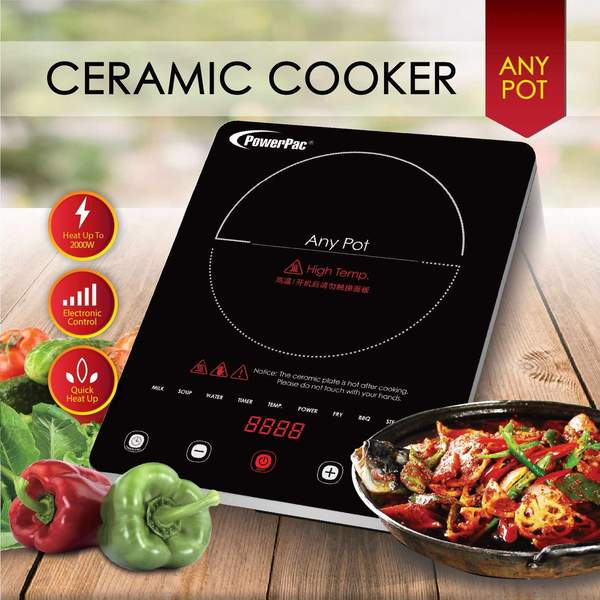 CERAMIC COOKER
ANY
POT
PowerPac®
Heat Up To
2000W
Electronic
Control
Quick
Heat Up
Any Pot
High Temp.
高温!开机后请勿触摸面板
Notice: The ceramic plate is hot after cooking.
Please do not touch with your hands.
MILK SOUP WATER TIMER TEMP. POWER FRY BBQ
8888